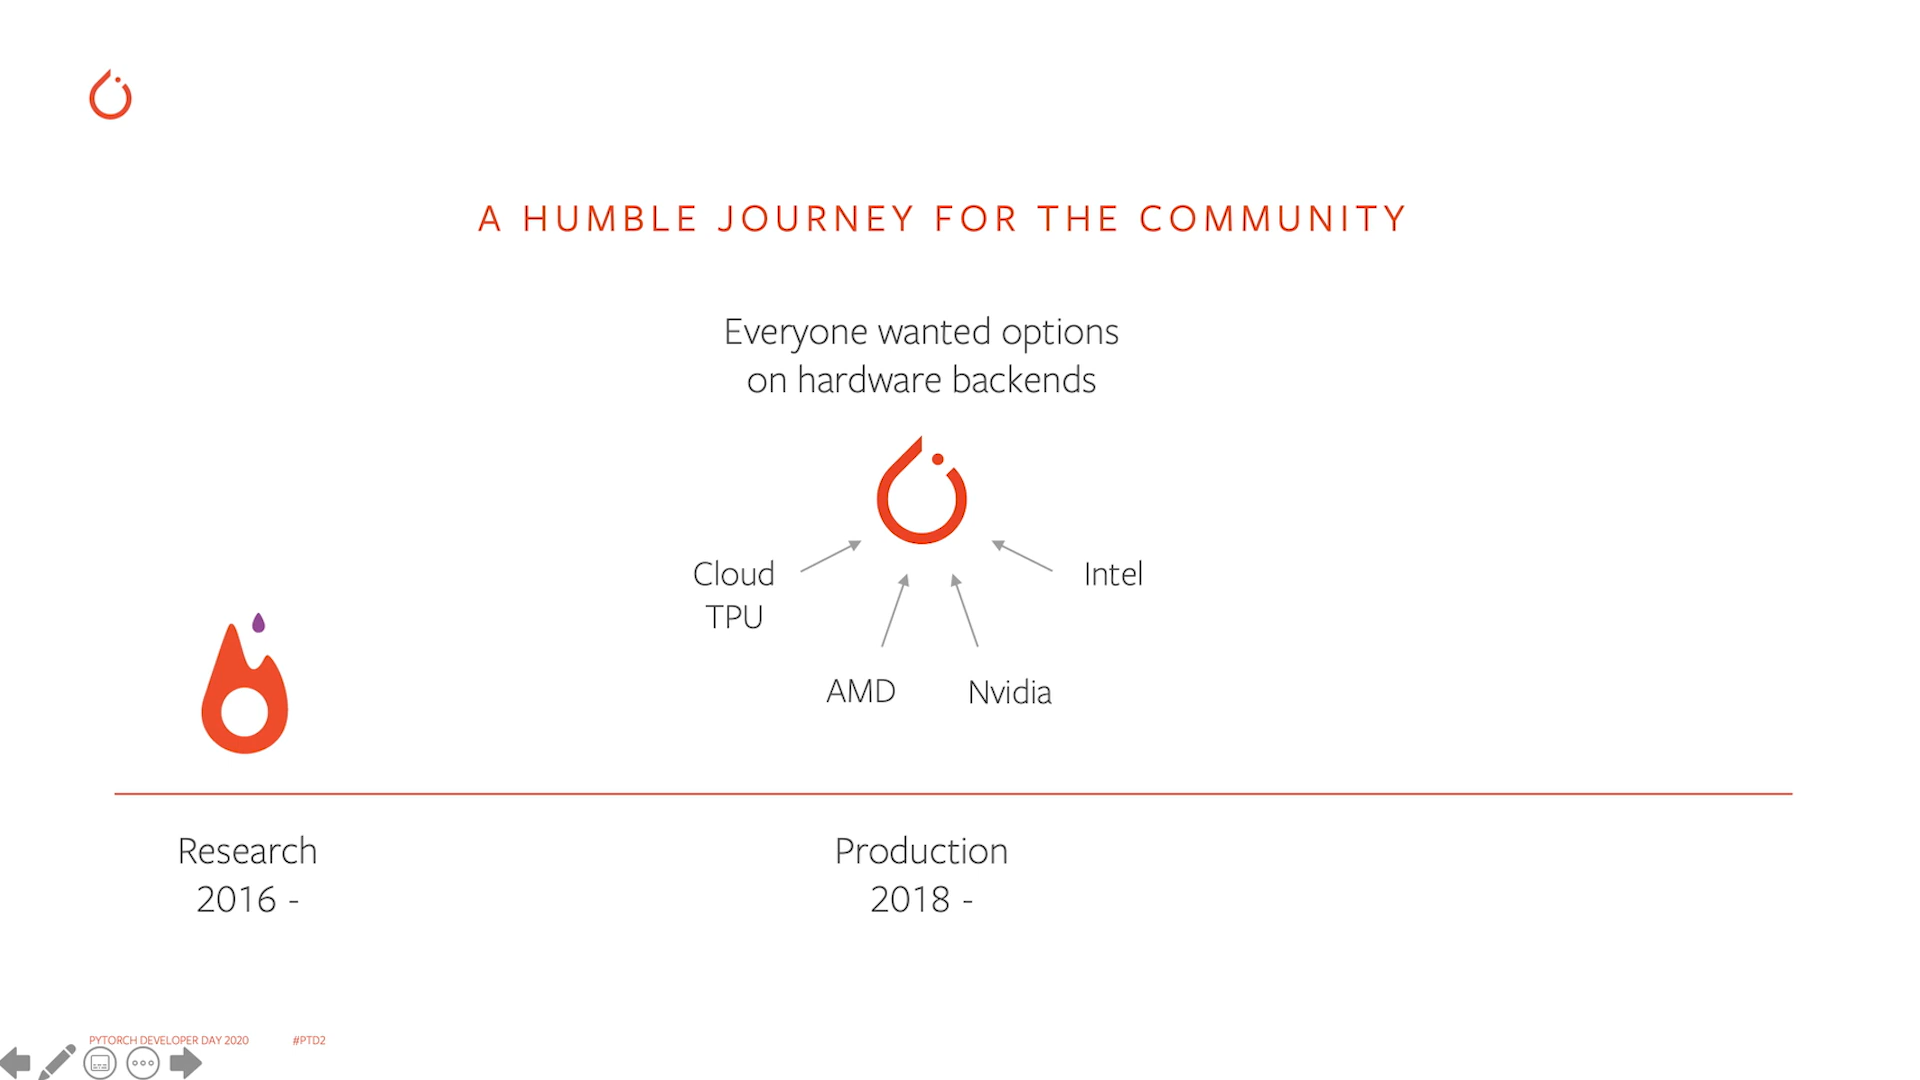 A HUMBLE JOURNEY FOR THE COMMUNITY
Everyone wanted options
on hardware backends
Cloud
TPU
Intel
AMD
Nvidia
Research
2016 -
Production
2018 -
PYTORCH DEVELOPER DAY 2020
#PTD2